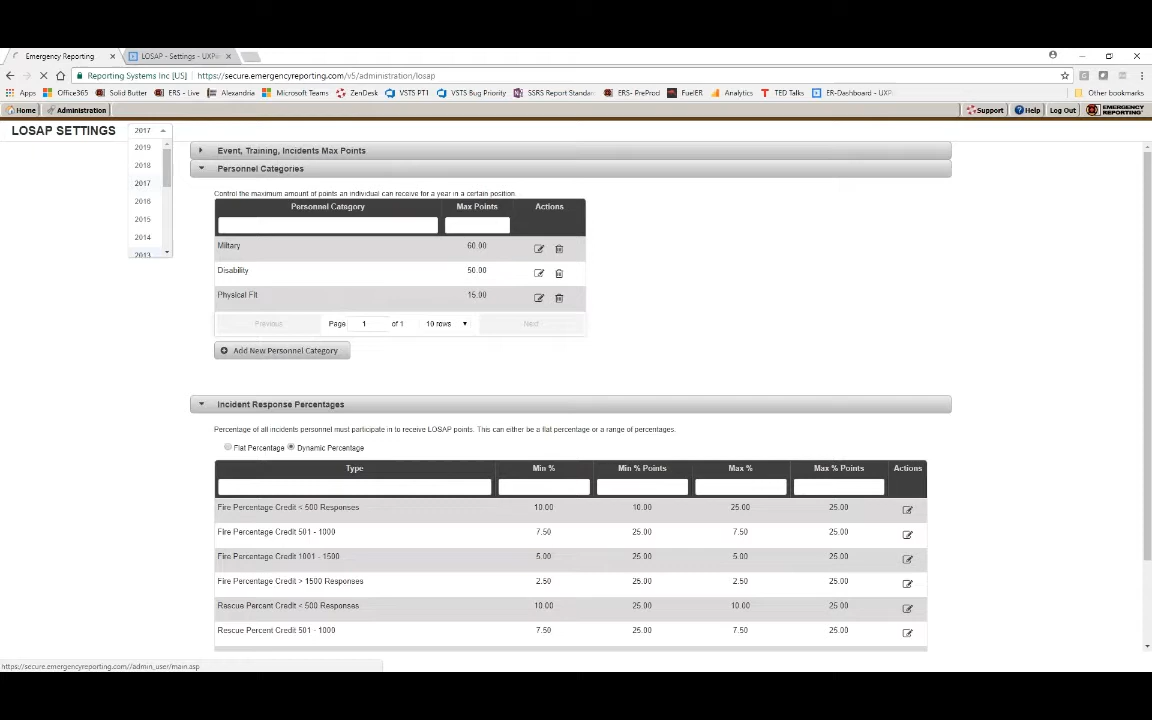 Emergency Reporting
LOSAP - Settings - UXPi
Reporting Systems Inc [US] https://secure.emergencyreporting.com/v5/administration/losap
Apps Office365 Solid Butter ERS - Live Alexandria Microsoft Teams ZenDesk VSTS PT1 VSTS Bug Priority SSRS Report Standar ERS- PreProd FuelER Analytics TED Talks ER-Dashboard - UXP Other bookmarks
Home Administration Support Help Log Out EMERGENCY REPORTING
LOSAP SETTINGS 2017
2019
2018
2017
2016
2015
2014
2013
Event, Training, Incidents Max Points
Personnel Categories
Control the maximum amount of points an individual can receive for a year in a certain position.
Personnel Category Max Points Actions
Miltary 60.00
Disability 50.00
Physical Fit 15.00
Previous Page 1 of 1 10 rows Next
Add New Personnel Category
Incident Response Percentages
Percentage of all incidents personnel must participate in to receive LOSAP points. This can either be a flat percentage or a range of percentages.
Flat Percentage Dynamic Percentage
Type Min % Min % Points Max % Max % Points Actions
Fire Percentage Credit < 500 Responses 10.00 10.00 25.00 25.00
Fire Percentage Credit 501 - 1000 7.50 25.00 7.50 25.00
Fire Percentage Credit 1001 - 1500 5.00 25.00 5.00 25.00
Fire Percentage Credit > 1500 Responses 2.50 25.00 2.50 25.00
Rescue Percent Credit < 500 Responses 10.00 25.00 10.00 25.00
Rescue Percent Credit 501 - 1000 7.50 25.00 7.50 25.00
https://secure.emergencyreporting.com//admin_user/main.asp